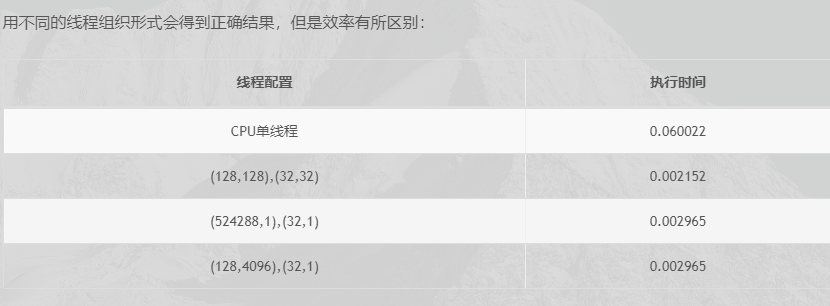 用不同的线程组织形式会得到正确结果，但是效率有所区别：
线程配置 执行时间
CPU单线程 0.060022
(128,128),(32,32) 0.002152
(524288,1),(32,1) 0.002965
(128,4096),(32,1) 0.002965